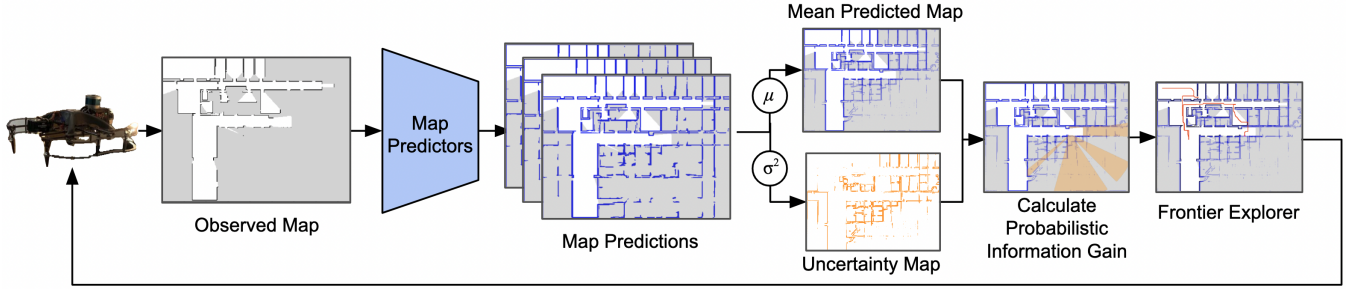 Mean Predicted Map
μ
Map
Predictors
σ²
Observed Map
Map Predictions
Uncertainty Map
Calculate
Probabilistic
Information Gain
Frontier Explorer